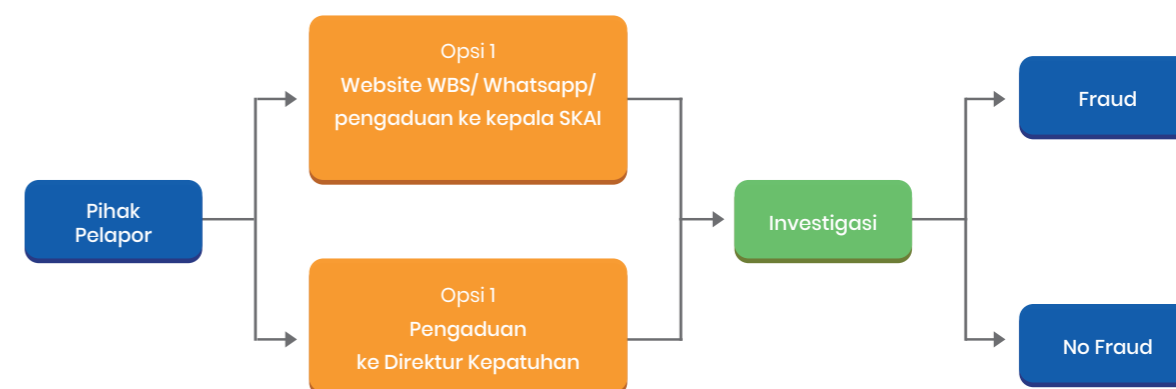 Pihak
Pelapor
Opsi 1
Website WBS/ Whatsapp/
pengaduan ke kepala SKAI
Opsi 1
Pengaduan
ke Direktur Kepatuhan
Investigasi
Fraud
No Fraud